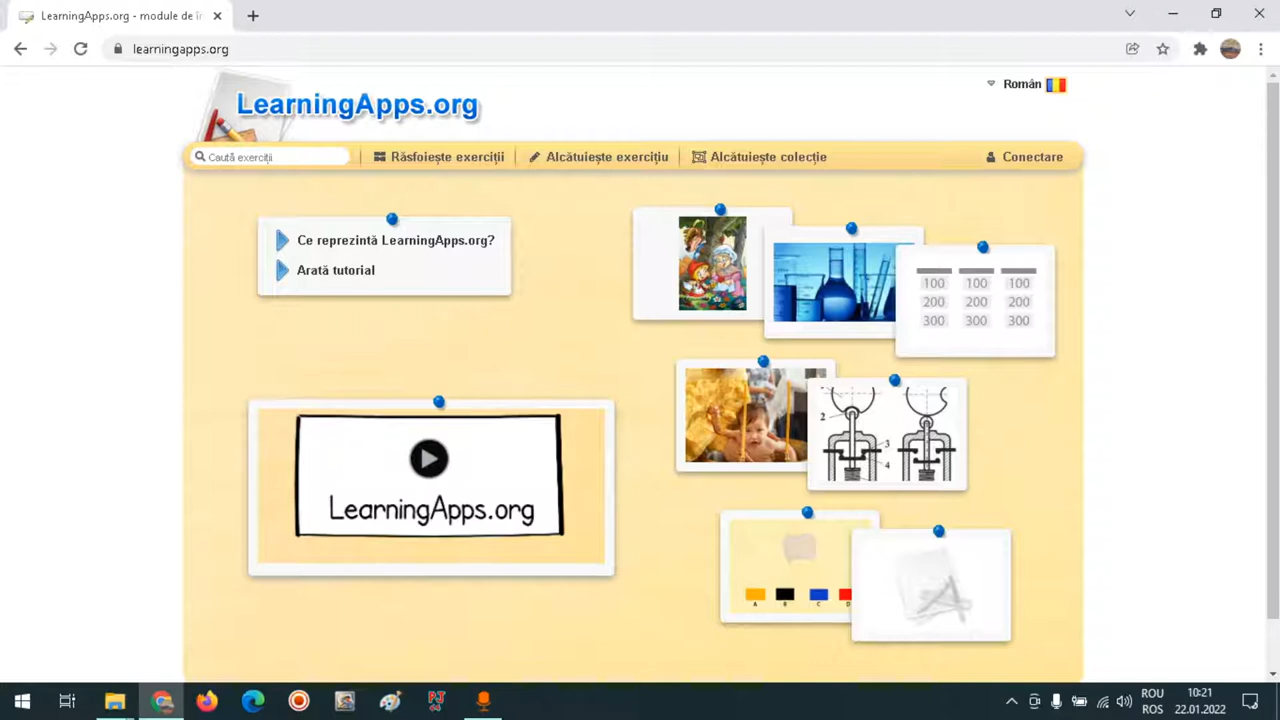 LearningApps.org - module de în
learningapps.org
LearningApps.org
Român
Caută exerciții
Răsfoiește exerciții
Alcătuiește exercițiu
Alcătuiește colecție
Conectare
Ce reprezintă LearningApps.org?
Arată tutorial
100 100 100
200 200 200
300 300 300
2
3
4
LearningApps.org
A B C D
ROU
ROS
10:21
22.01.2022